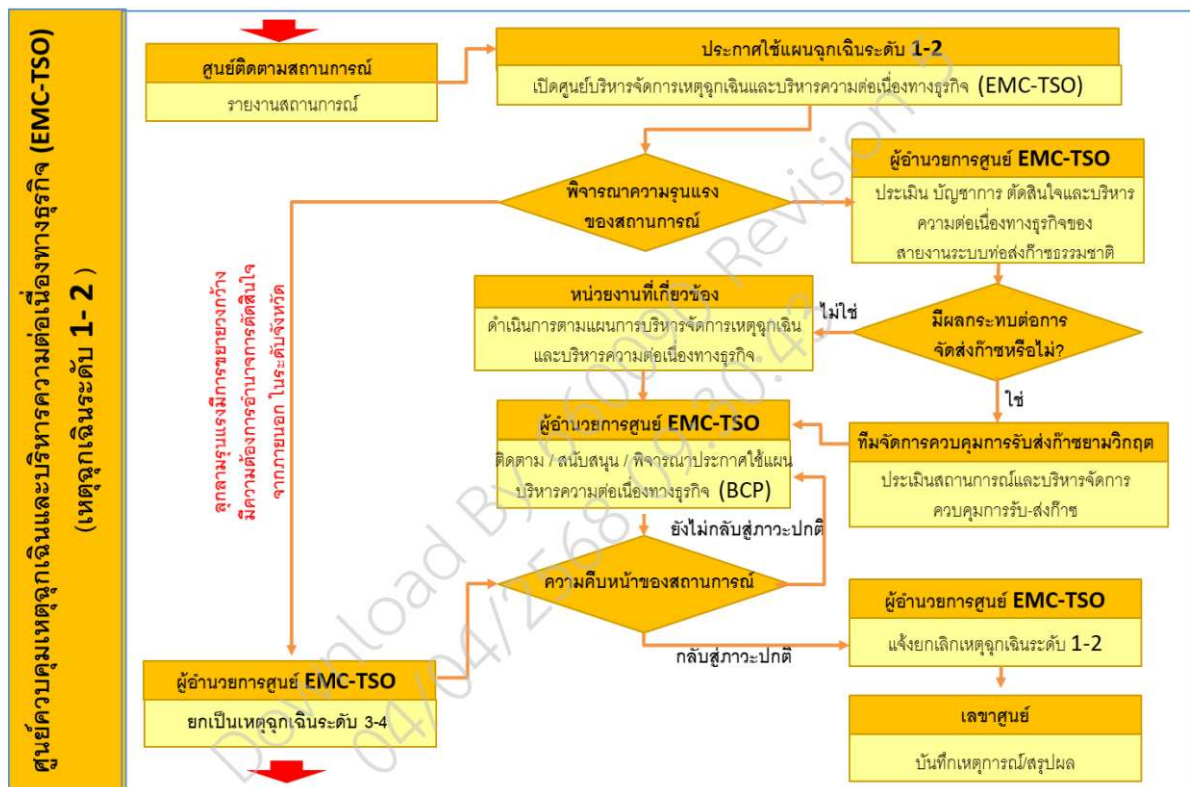 ศูนย์ควบคุมเหตุฉุกเฉินและบริหารความต่อเนื่องทางธุรกิจ (EMC-TSO)
(เหตุฉุกเฉินระดับ 1- 2 )
ศูนย์ติดตามสถานการณ์
รายงานสถานการณ์
ประกาศใช้แผนฉุกเฉินระดับ 1-2
เปิดศูนย์บริหารจัดการเหตุฉุกเฉินและบริหารความต่อเนื่องทางธุรกิจ (EMC-TSO)
พิจารณาความรุนแรง
ของสถานการณ์
ผู้อำนวยการศูนย์ EMC-TSO
ประเมิน บัญชาการ ตัดสินใจและบริหาร
ความต่อเนื่องทางธุรกิจของ
สายงานระบบท่อส่งก๊าซธรรมชาติ
ลุกลามรุนแรงมีการขยายวงกว้าง
มีความต้องการอำนาจการตัดสินใจ
จากภายนอก ในระดับจังหวัด
หน่วยงานที่เกี่ยวข้อง
ดำเนินการตามแผนการบริหารจัดการเหตุฉุกเฉิน
และบริหารความต่อเนื่องทางธุรกิจ
ไม่ใช่
มีผลกระทบต่อการ
จัดส่งก๊าซหรือไม่?
ใช่
ผู้อำนวยการศูนย์ EMC-TSO
ติดตาม / สนับสนุน / พิจารณาประกาศใช้แผน
บริหารความต่อเนื่องทางธุรกิจ (BCP)
ทีมจัดการควบคุมการรับส่งก๊าซยามวิกฤต
ประเมินสถานการณ์และบริหารจัดการ
ควบคุมการรับ-ส่งก๊าซ
ยังไม่กลับสู่ภาวะปกติ
ความคืบหน้าของสถานการณ์
กลับสู่ภาวะปกติ
ผู้อำนวยการศูนย์ EMC-TSO
แจ้งยกเลิกเหตุฉุกเฉินระดับ 1-2
ผู้อำนวยการศูนย์ EMC-TSO
ยกเป็นเหตุฉุกเฉินระดับ 3-4
เลขาศูนย์
บันทึกเหตุการณ์/สรุปผล
Download By 660090 Revision 5
04/04/2568 09:30:43